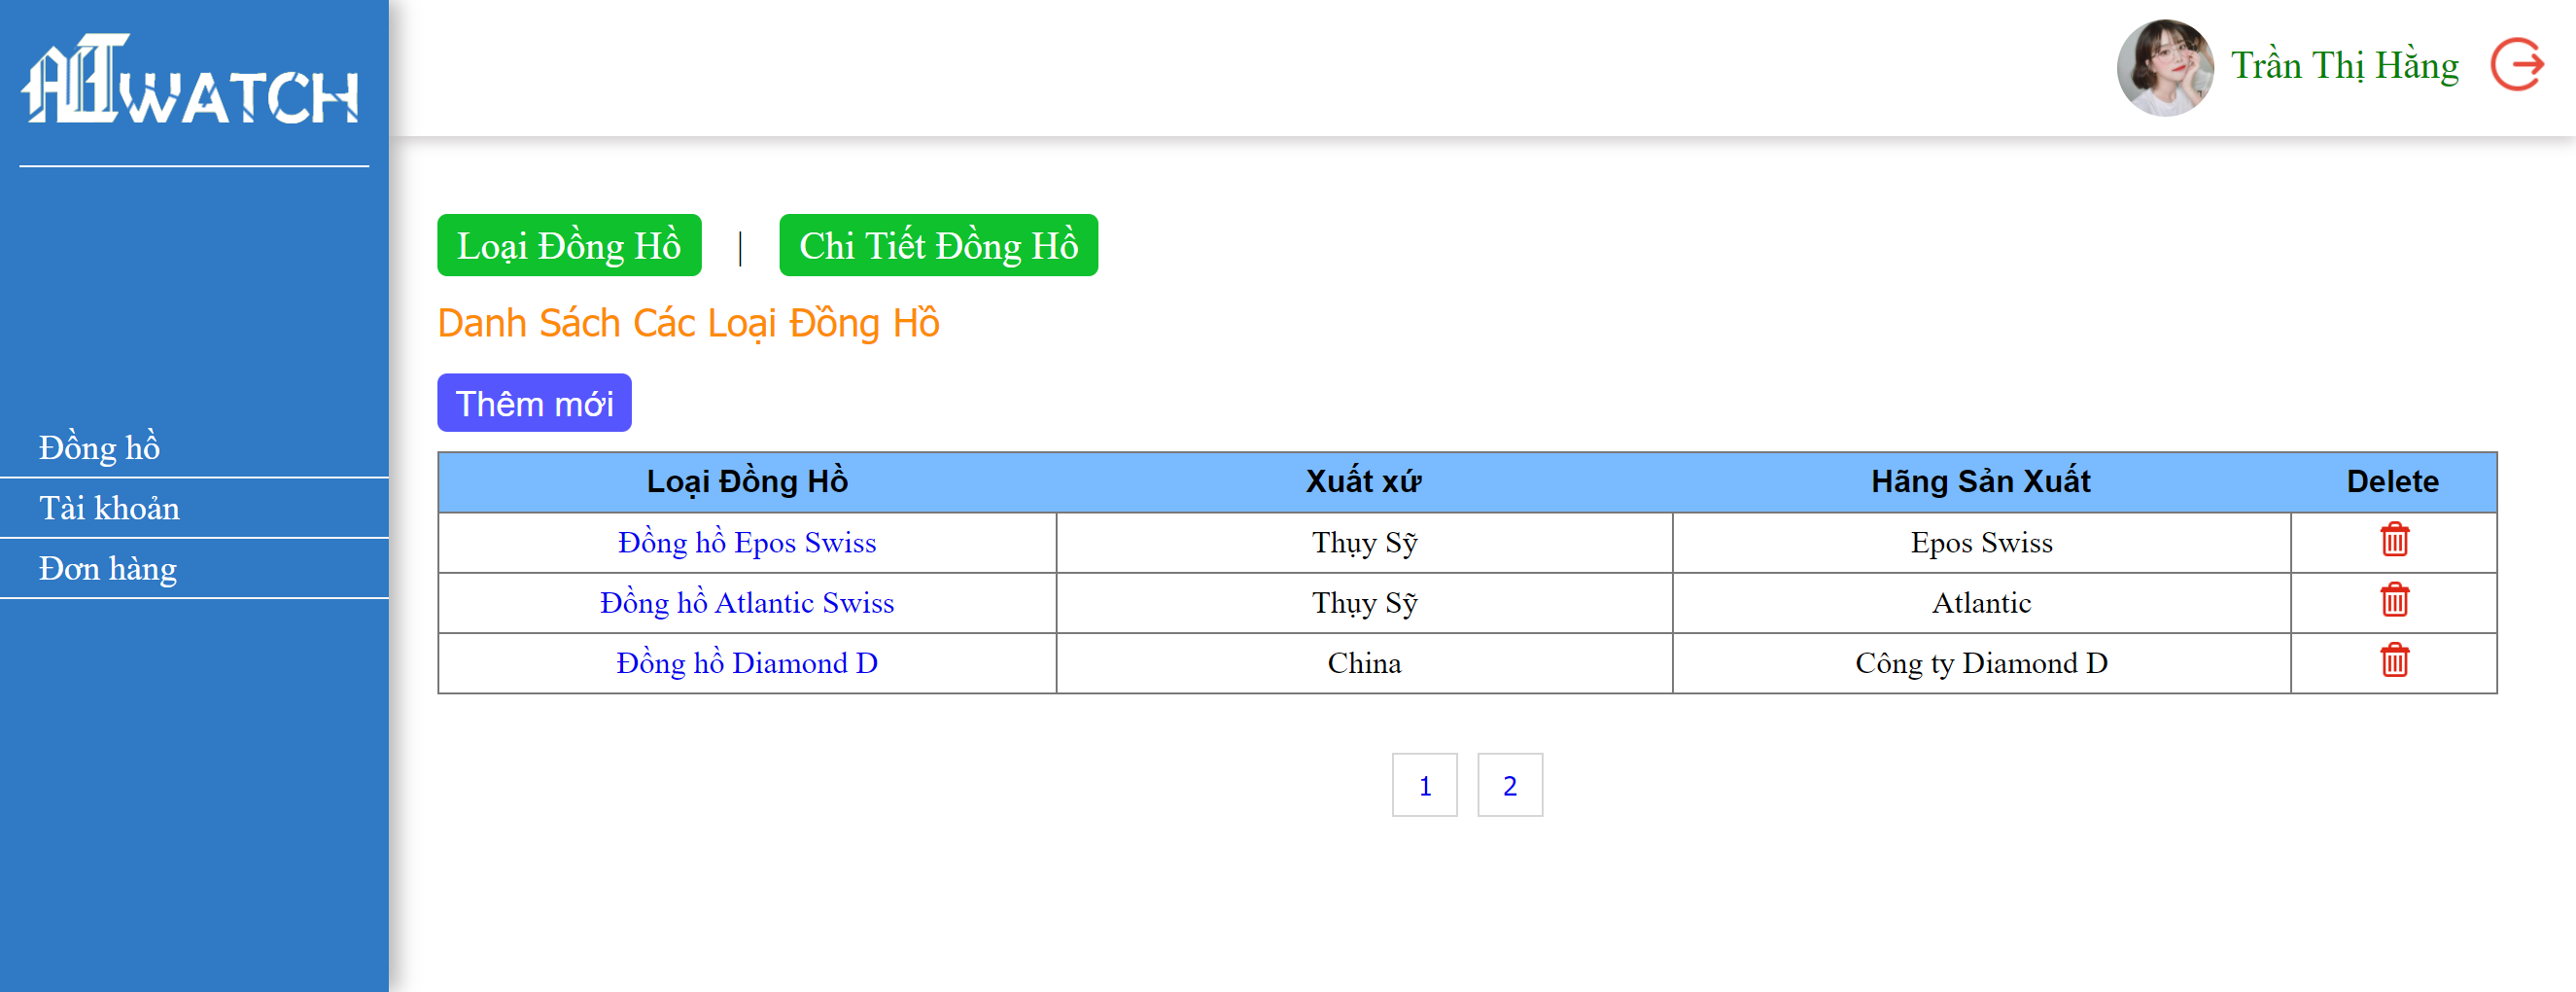 WATCH
Trần Thị Hằng
Loại Đồng Hồ | Chi Tiết Đồng Hồ
Danh Sách Các Loại Đồng Hồ
Thêm mới
Đồng hồ
Tài khoản
Đơn hàng
Loại Đồng Hồ Xuất xứ Hãng Sản Xuất Delete
Đồng hồ Epos Swiss Thụy Sỹ Epos Swiss
Đồng hồ Atlantic Swiss Thụy Sỹ Atlantic
Đồng hồ Diamond D China Công ty Diamond D
1 2